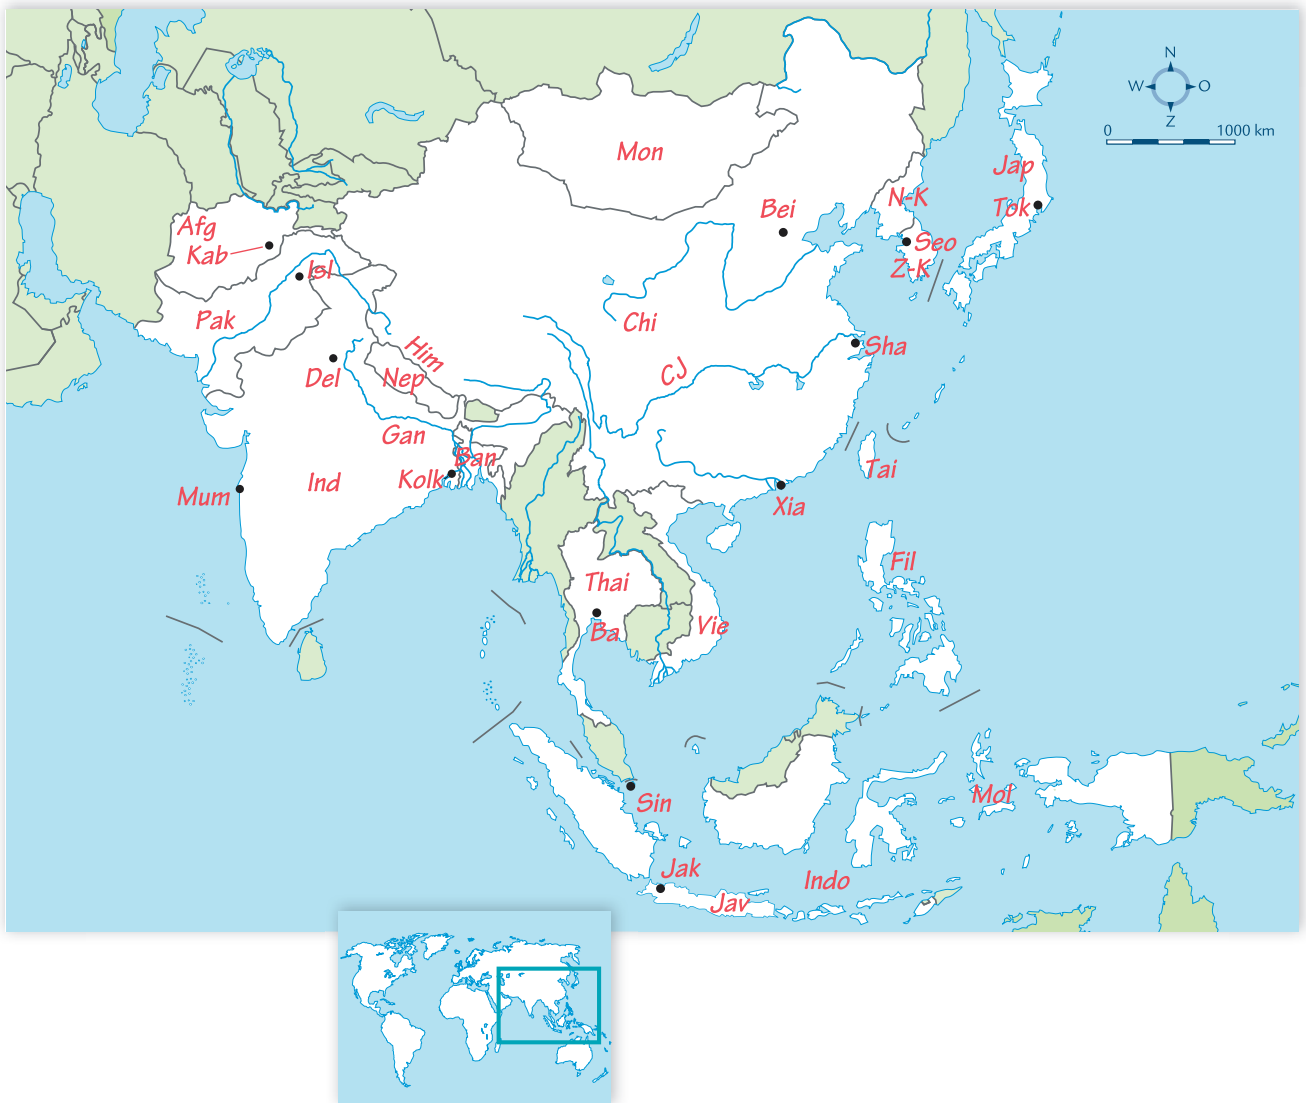 N
W O
Z
0 1000 km
Mon
Jap
Tok
N-K
Bei
Afg
Kab
Seo
Z-K
Isl
Pak
Chi
Him
Sha
Del
Nep
CJ
Gan
Ban
Kolk
Ind
Tai
Mum
Xia
Fil
Thai
Ba
Vie
Sin
Mol
Jak
Indo
Jav